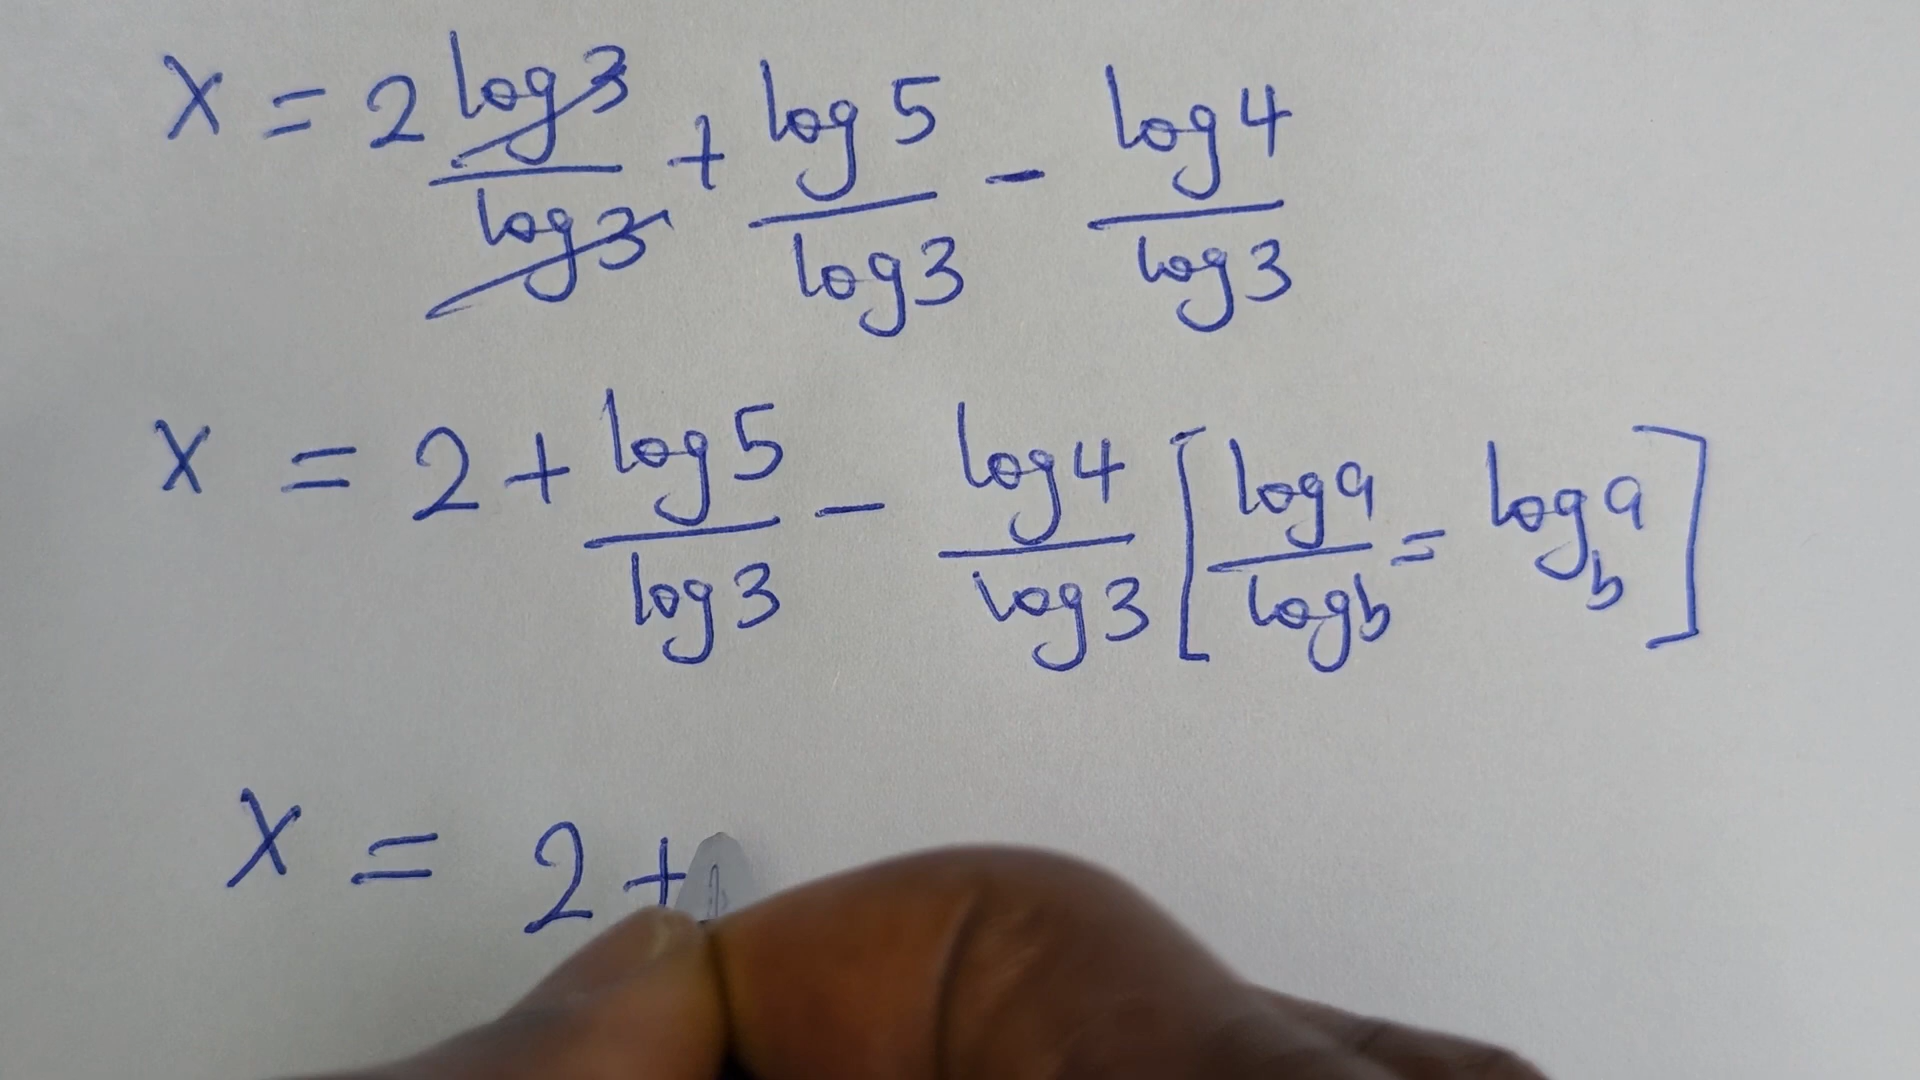 x = 2 log3/log3 + log5/log3 - log4/log3
x = 2 + log5/log3 - log4/log3 [loga/logb = log_b a]
x = 2 +